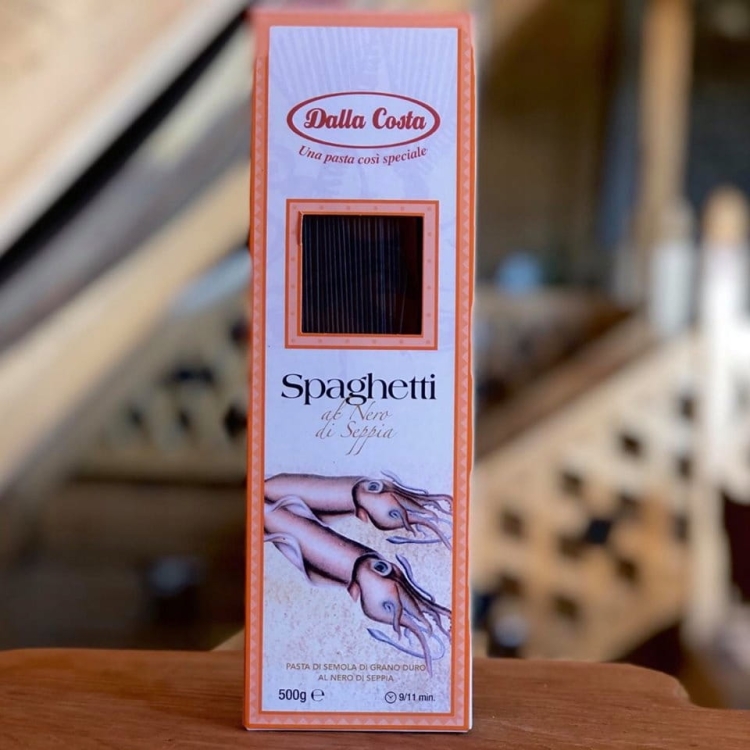 Dalla Costa
Una pasta così speciale
Spaghetti
al Nero
di Seppia
PASTA DI SEMOLA DI GRANO DURO
AL NERO DI SEPPIA
500g ℮
9/11 min.